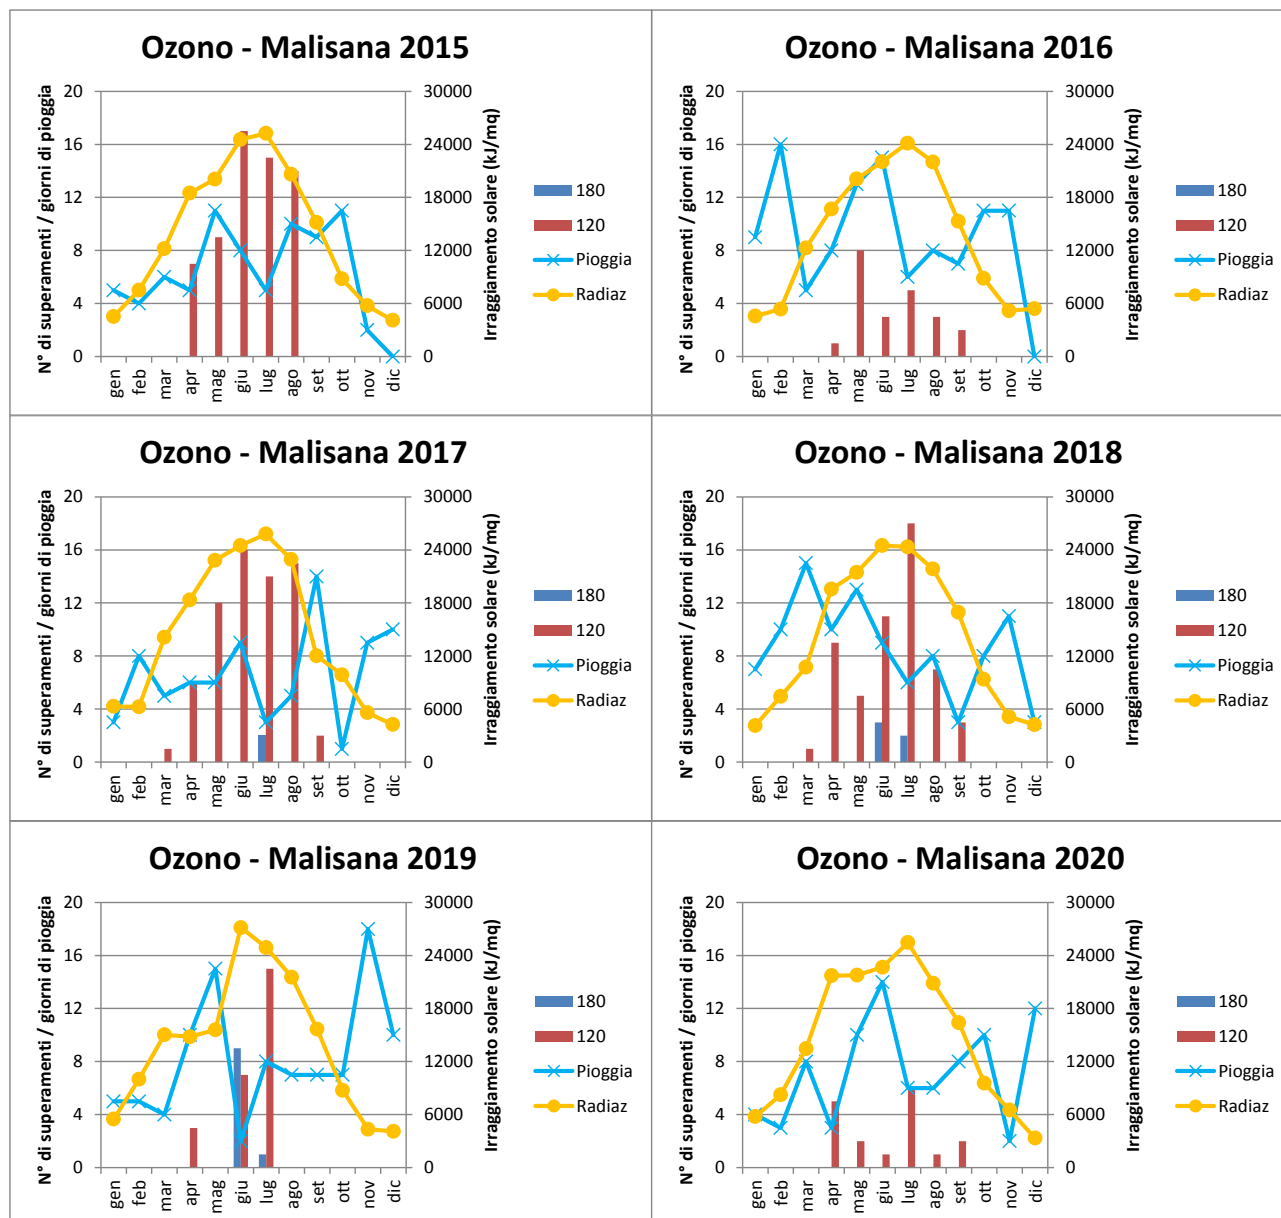 Ozono - Malisana 2015
N° di superamenti / giorni di pioggia
20
16
12
8
4
0
30000
24000
18000
12000
6000
0
Irraggiamento solare (kJ/mq)
gen feb mar apr mag giu lug ago set ott nov dic
180
120
Pioggia
Radiaz
Ozono - Malisana 2016
N° di superamenti / giorni di pioggia
20
16
12
8
4
0
30000
24000
18000
12000
6000
0
Irraggiamento solare (kJ/mq)
gen feb mar apr mag giu lug ago set ott nov dic
180
120
Pioggia
Radiaz
Ozono - Malisana 2017
N° di superamenti / giorni di pioggia
20
16
12
8
4
0
30000
24000
18000
12000
6000
0
Irraggiamento solare (kJ/mq)
gen feb mar apr mag giu lug ago set ott nov dic
180
120
Pioggia
Radiaz
Ozono - Malisana 2018
N° di superamenti / giorni di pioggia
20
16
12
8
4
0
30000
24000
18000
12000
6000
0
Irraggiamento solare (kJ/mq)
gen feb mar apr mag giu lug ago set ott nov dic
180
120
Pioggia
Radiaz
Ozono - Malisana 2019
N° di superamenti / giorni di pioggia
20
16
12
8
4
0
30000
24000
18000
12000
6000
0
Irraggiamento solare (kJ/mq)
gen feb mar apr mag giu lug ago set ott nov dic
180
120
Pioggia
Radiaz
Ozono - Malisana 2020
N° di superamenti / giorni di pioggia
20
16
12
8
4
0
30000
24000
18000
12000
6000
0
Irraggiamento solare (kJ/mq)
gen feb mar apr mag giu lug ago set ott nov dic
180
120
Pioggia
Radiaz